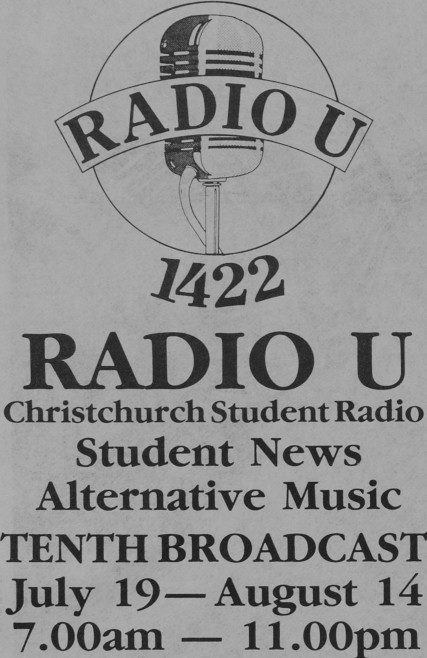 RADIO U
1422
RADIO U
Christchurch Student Radio
Student News
Alternative Music
TENTH BROADCAST
July 19—August 14
7.00am — 11.00pm